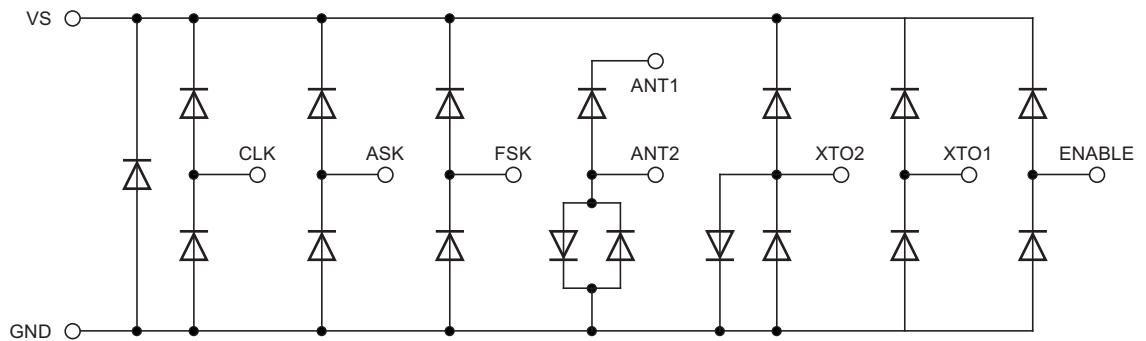 VS
ANT1
CLK
ASK
FSK
ANT2
XTO2
XTO1
ENABLE
GND